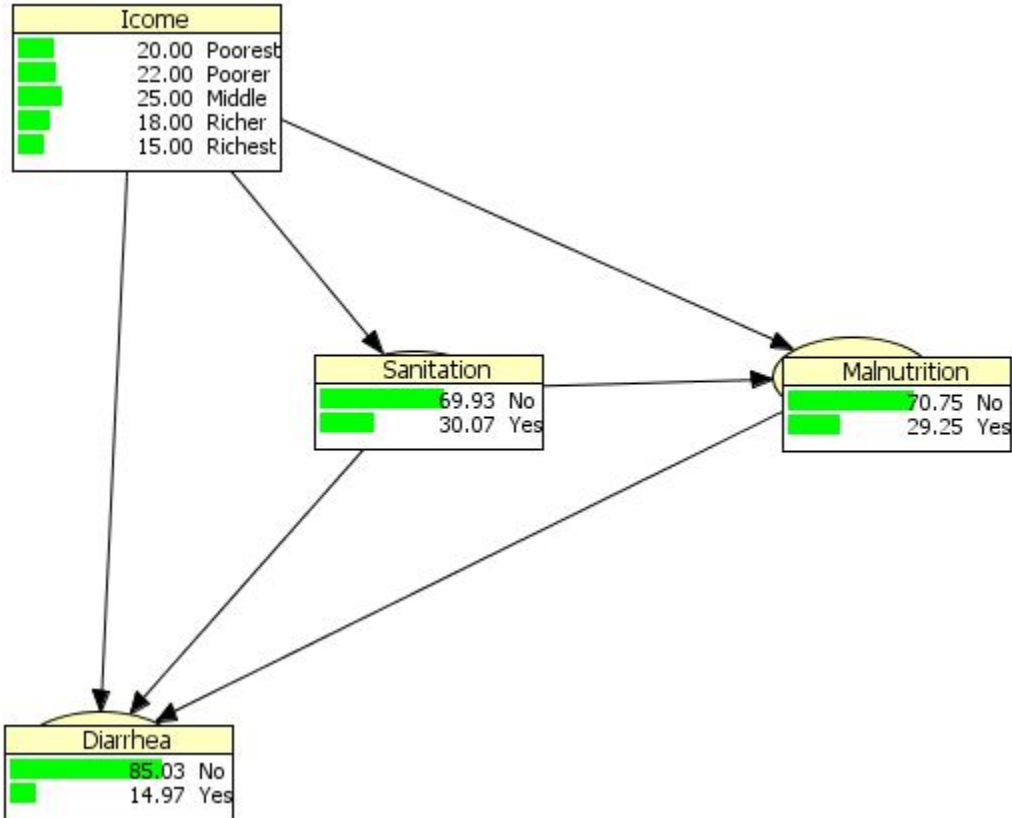 Icome
20.00 Poorest
22.00 Poorer
25.00 Middle
18.00 Richer
15.00 Richest
Sanitation
69.93 No
30.07 Yes
Malnutrition
70.75 No
29.25 Yes
Diarrhea
85.03 No
14.97 Yes